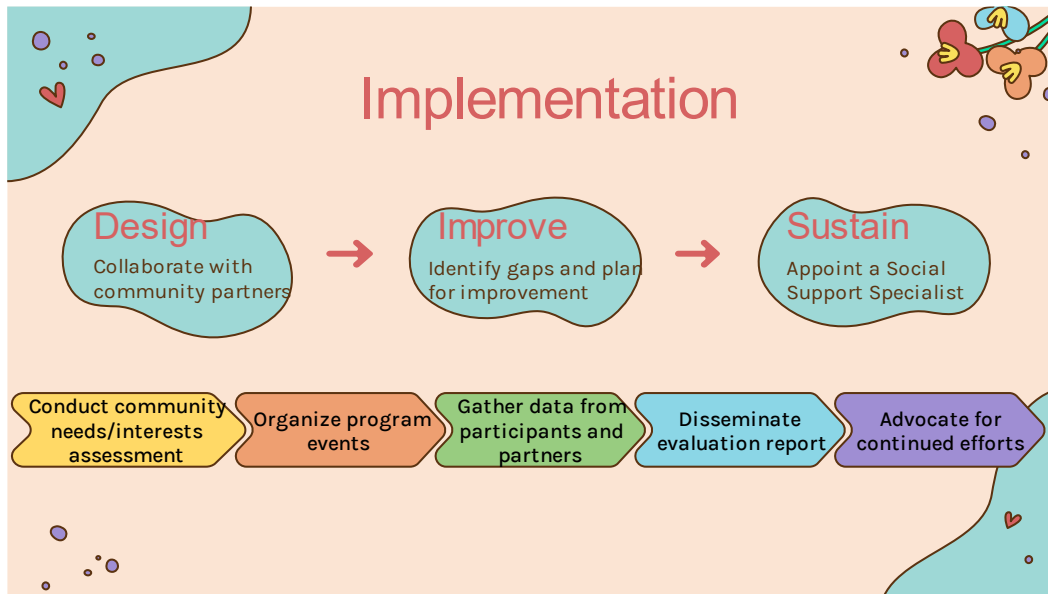 Implementation
Design
Collaborate with
community partners
Improve
Identify gaps and plan
for improvement
Sustain
Appoint a Social
Support Specialist
Conduct community
needs/interests
assessment
Organize program
events
Gather data from
participants and
partners
Disseminate
evaluation report
Advocate for
continued efforts